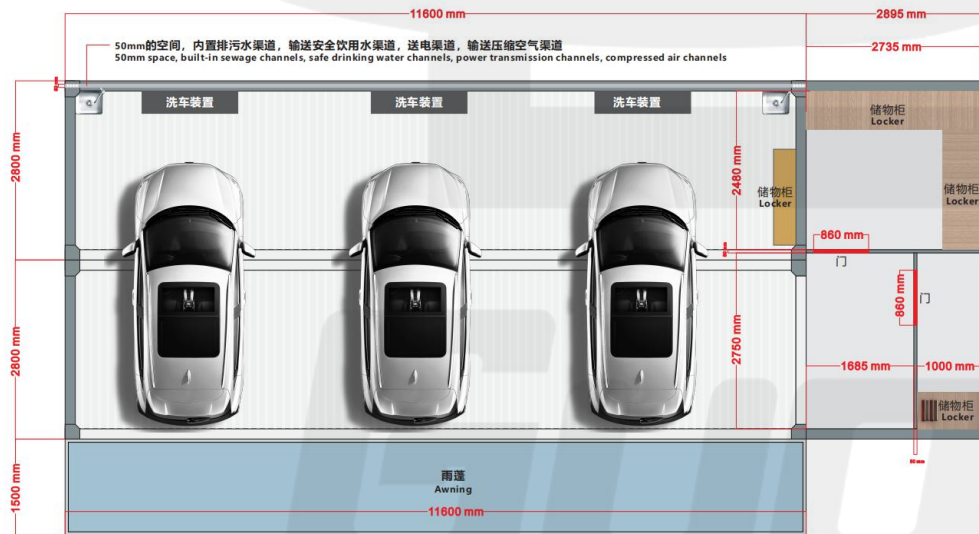 11600 mm
2895 mm
2735 mm
50mm的空间，内置排污水渠道，输送安全饮用水渠道，送电渠道，输送压缩空气渠道
50mm space, built-in sewage channels, safe drinking water channels, power transmission channels, compressed air channels
洗车装置
洗车装置
洗车装置
储物柜
Locker
2800 mm
2480 mm
储物柜
Locker
储物柜
Locker
860 mm
门
860 mm
门
2800 mm
2750 mm
1685 mm
1000 mm
储物柜
Locker
雨蓬
Awning
1500 mm
11600 mm